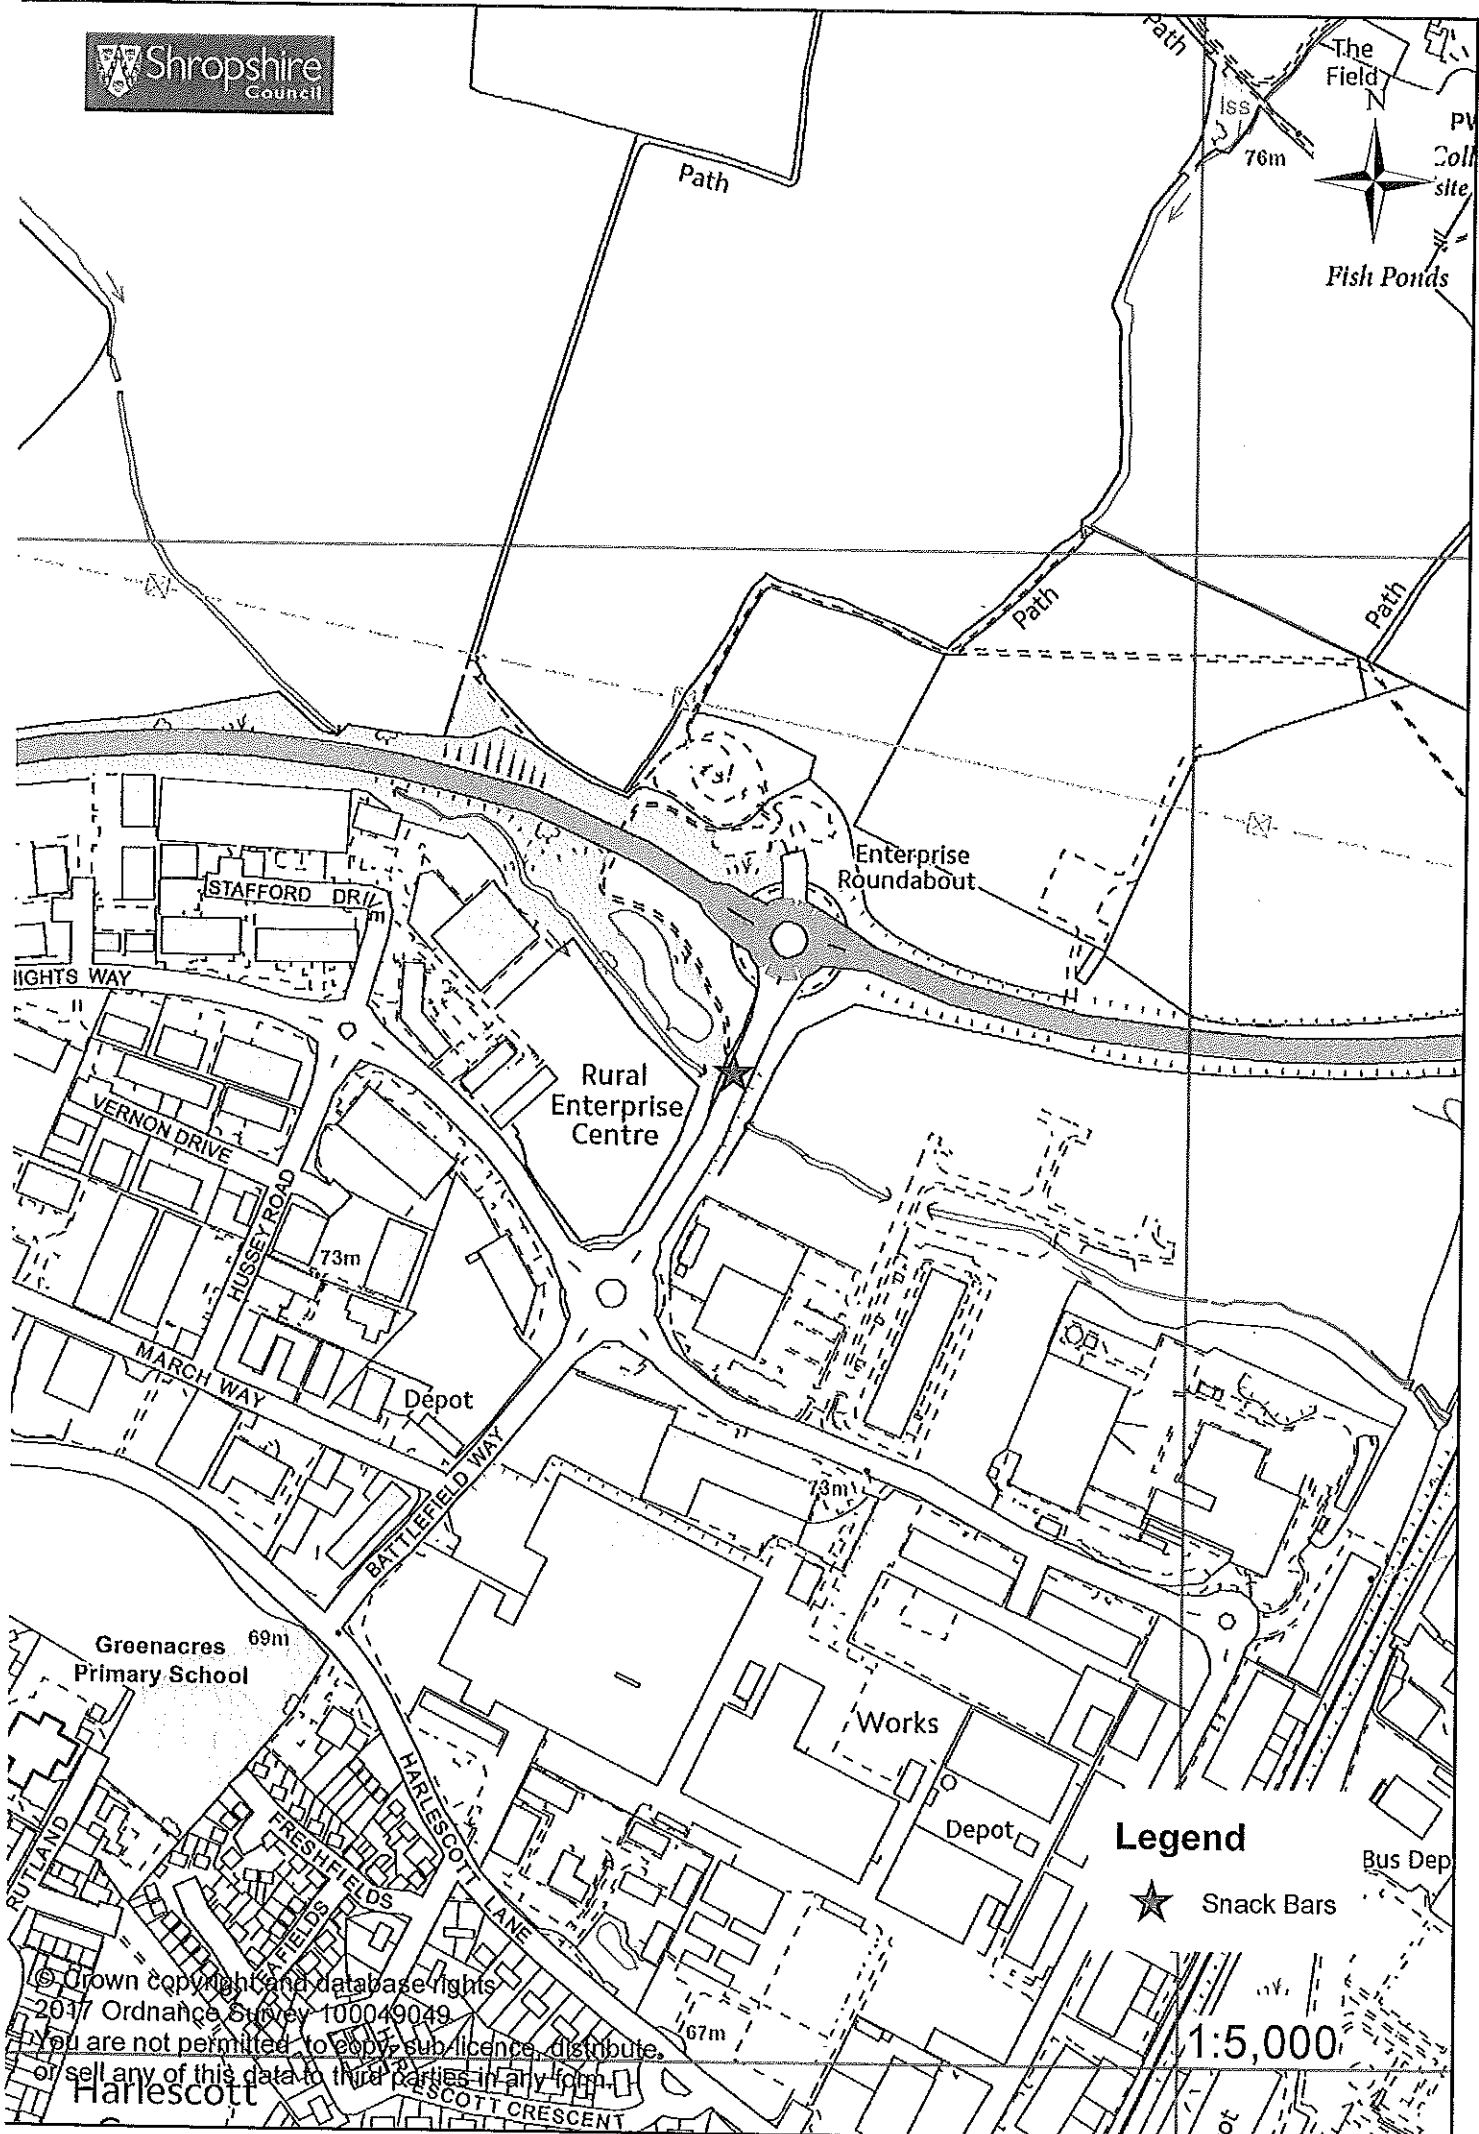 Shropshire
Council
Path
The
Field
N
Iss
76m
Path
Fish Ponds
Path
Path
Enterprise
Roundabout
STAFFORD
Rural
Enterprise
Centre
VERNON DRIVE
HUSSEY ROAD
73m
MARCH WAY
Depot
BATTLEFIELD WAY
73m
Greenacres
Primary School
69m
Works
HARLESCOTT LANE
FRESHFIELDS
RUTLAND
Depot
Legend
Snack Bars
Bus Dep
© Crown copyright and database rights
2017 Ordnance Survey 100049049
You are not permitted to copy, sub-licence, distribute
or sell any of this data to third parties in any form.
67m
1:5,000
Harlescott
ESCOTT CRESCENT